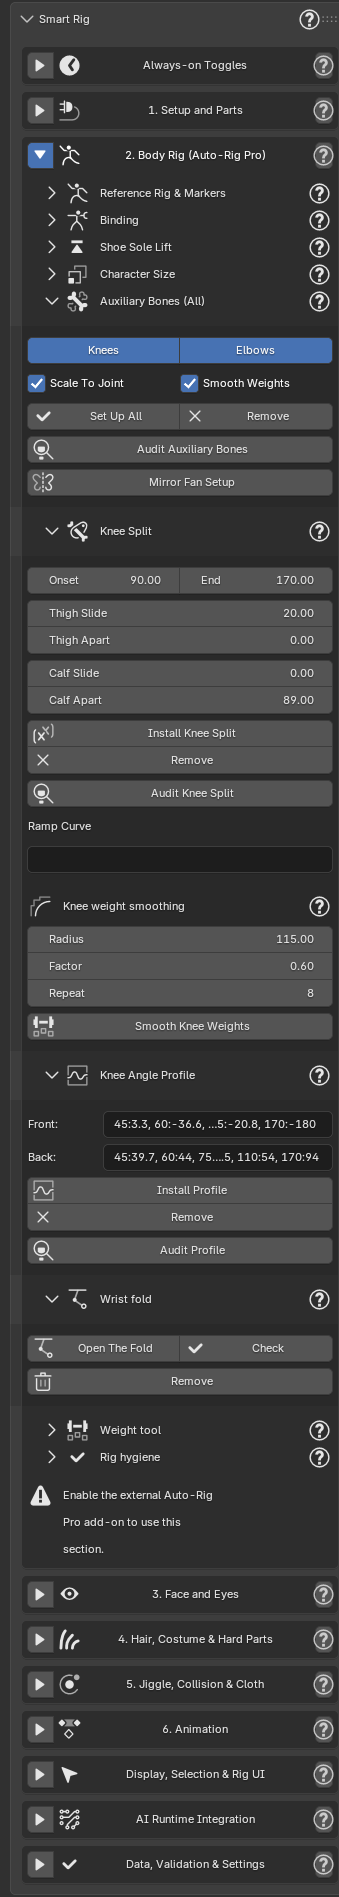 Smart Rig
Always-on Toggles
1. Setup and Parts
2. Body Rig (Auto-Rig Pro)
Reference Rig & Markers
Binding
Shoe Sole Lift
Character Size
Auxiliary Bones (All)
Knees Elbows
Scale To Joint Smooth Weights
Set Up All Remove
Audit Auxiliary Bones
Mirror Fan Setup
Knee Split
Onset 90.00 End 170.00
Thigh Slide 20.00
Thigh Apart 0.00
Calf Slide 0.00
Calf Apart 89.00
Install Knee Split
Remove
Audit Knee Split
Ramp Curve
Knee weight smoothing
Radius 115.00
Factor 0.60
Repeat 8
Smooth Knee Weights
Knee Angle Profile
Front: 45:3.3, 60:-36.6, ...5:-20.8, 170:-180
Back: 45:39.7, 60:44, 75....5, 110:54, 170:94
Install Profile
Remove
Audit Profile
Wrist fold
Open The Fold Check
Remove
Weight tool
Rig hygiene
Enable the external Auto-Rig
Pro add-on to use this
section.
3. Face and Eyes
4. Hair, Costume & Hard Parts
5. Jiggle, Collision & Cloth
6. Animation
Display, Selection & Rig UI
AI Runtime Integration
Data, Validation & Settings